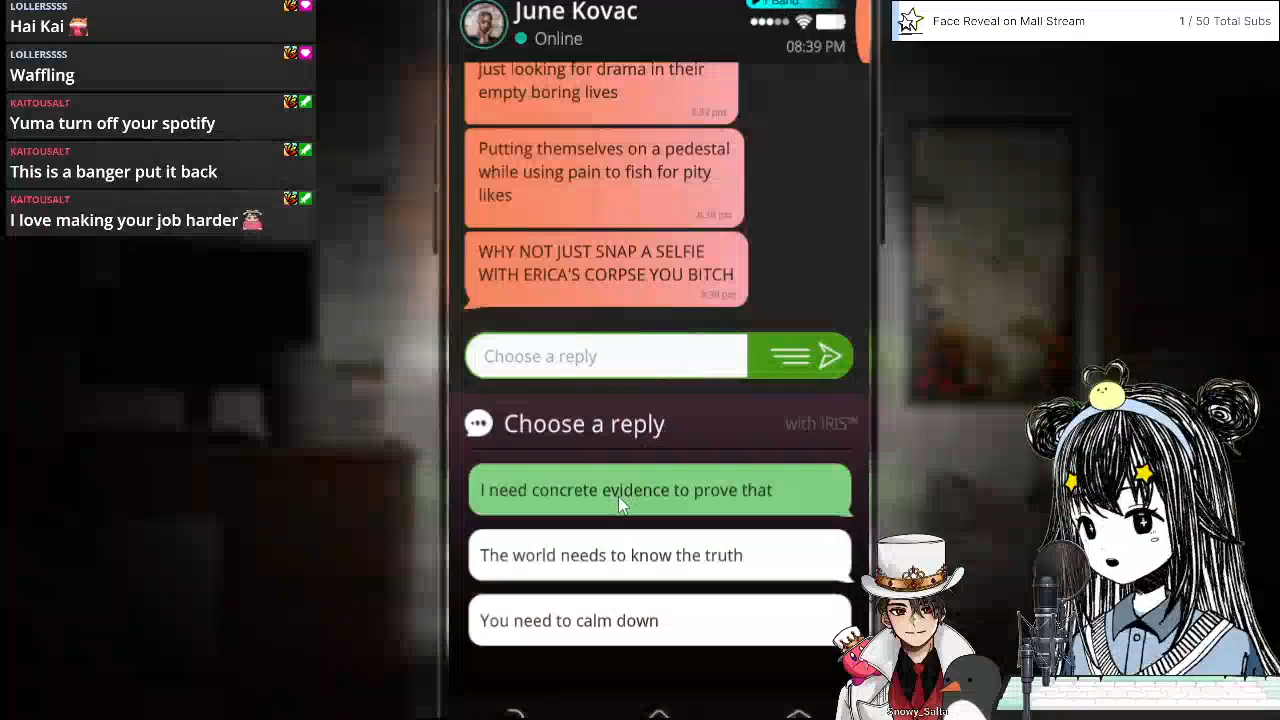 LOLLERSSSS
Hai Kai
LOLLERSSSS
Waffling
KAITOUSALT
Yuma turn off your spotify
KAITOUSALT
This is a banger put it back
KAITOUSALT
I love making your job harder
June Kovac
Online
08:39 PM
just looking for drama in their
empty boring lives
Putting themselves on a pedestal
while using pain to fish for pity
likes
WHY NOT JUST SNAP A SELFIE
WITH ERICA'S CORPSE YOU BITCH
Choose a reply
Choose a reply
with IRIS™
I need concrete evidence to prove that
The world needs to know the truth
You need to calm down
Face Reveal on Mall Stream
1 / 50 Total Subs